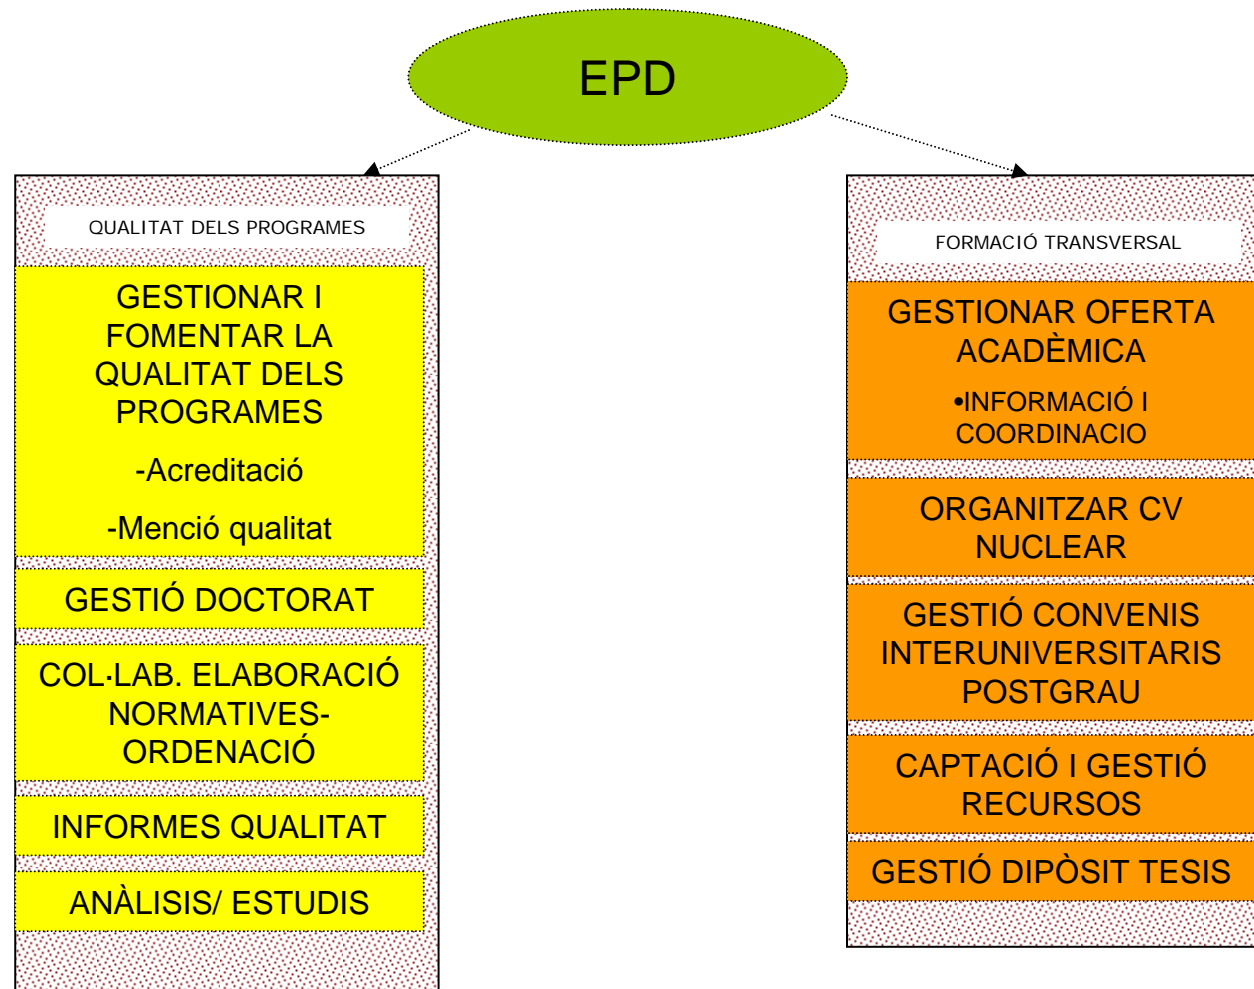 EPD
QUALITAT DELS PROGRAMES
GESTIONAR I
FOMENTAR LA
QUALITAT DELS
PROGRAMES
-Acreditació
-Menció qualitat
GESTIÓ DOCTORAT
COL·LAB. ELABORACIÓ
NORMATIVES-
ORDENACIÓ
INFORMES QUALITAT
ANÀLISIS/ ESTUDIS
FORMACIÓ TRANSVERSAL
GESTIONAR OFERTA
ACADÈMICA
•INFORMACIÓ I
COORDINACIO
ORGANITZAR CV
NUCLEAR
GESTIÓ CONVENIS
INTERUNIVERSITARIS
POSTGRAU
CAPTACIÓ I GESTIÓ
RECURSOS
GESTIÓ DIPÒSIT TESIS